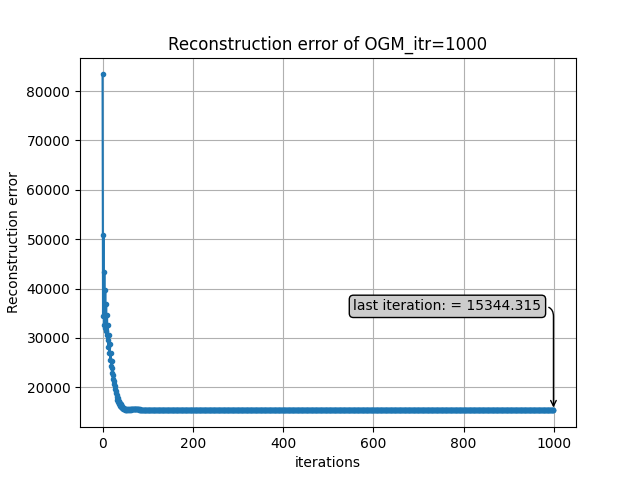 Reconstruction error of OGM_itr=1000
Reconstruction error
80000
70000
60000
50000
40000
30000
20000
last iteration: = 15344.315
0 200 400 600 800 1000
iterations